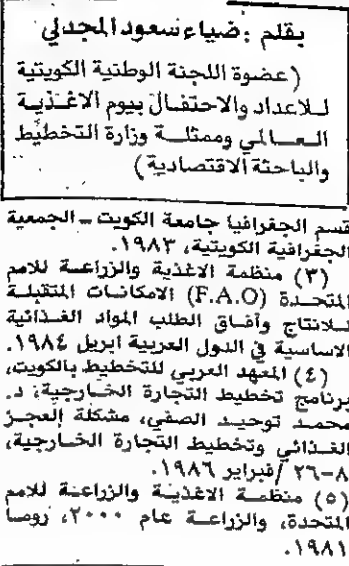 بقلم : ضياء سعود المجدلي
(عضوة اللجنة الوطنية الكويتية
للاعداد والاحتفال بيوم الاغذية
العالمي وممثلة وزارة التخطيط
والباحثة الاقتصادية)
قسم الجغرافيا جامعة الكويت ـ الجمعية
الجغرافية الكويتية، ١٩٨٣.
(٣) منظمة الاغذية والزراعة للامم
المتحدة (F.A.O) الامكانات المتقبلة
للانتاج وآفاق الطلب المواد الغذائية
الاساسية في الدول العربية ابريل ١٩٨٤.
(٤) المعهد العربي للتخطيط بالكويت،
برنامج تخطيط التجارة الخارجية، د.
محمد توحيد الصفي، مشكلة العجز
الغذائي وتخطيط التجارة الخارجية،
٨-٢٦ /فبراير ١٩٨٦.
(٥) منظمة الاغذية والزراعة للامم
المتحدة، والزراعة عام ٢٠٠٠، روما
١٩٨١.